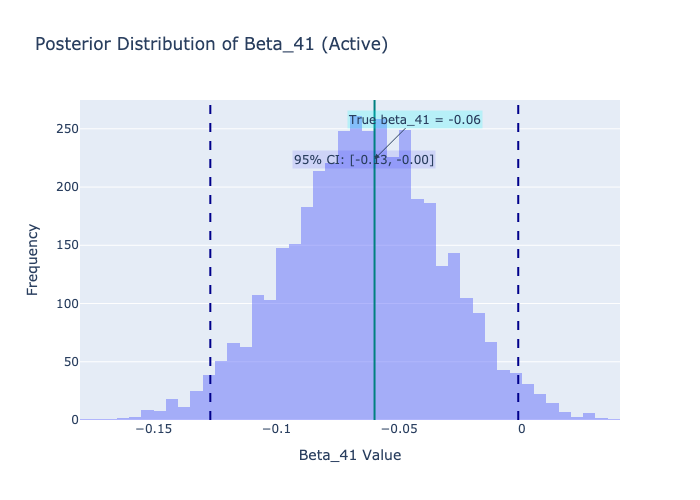 Posterior Distribution of Beta_41 (Active)
True beta_41 = -0.06
95% CI: [-0.13, -0.00]
250
200
150
100
50
0
Frequency
−0.15
−0.1
−0.05
0
Beta_41 Value